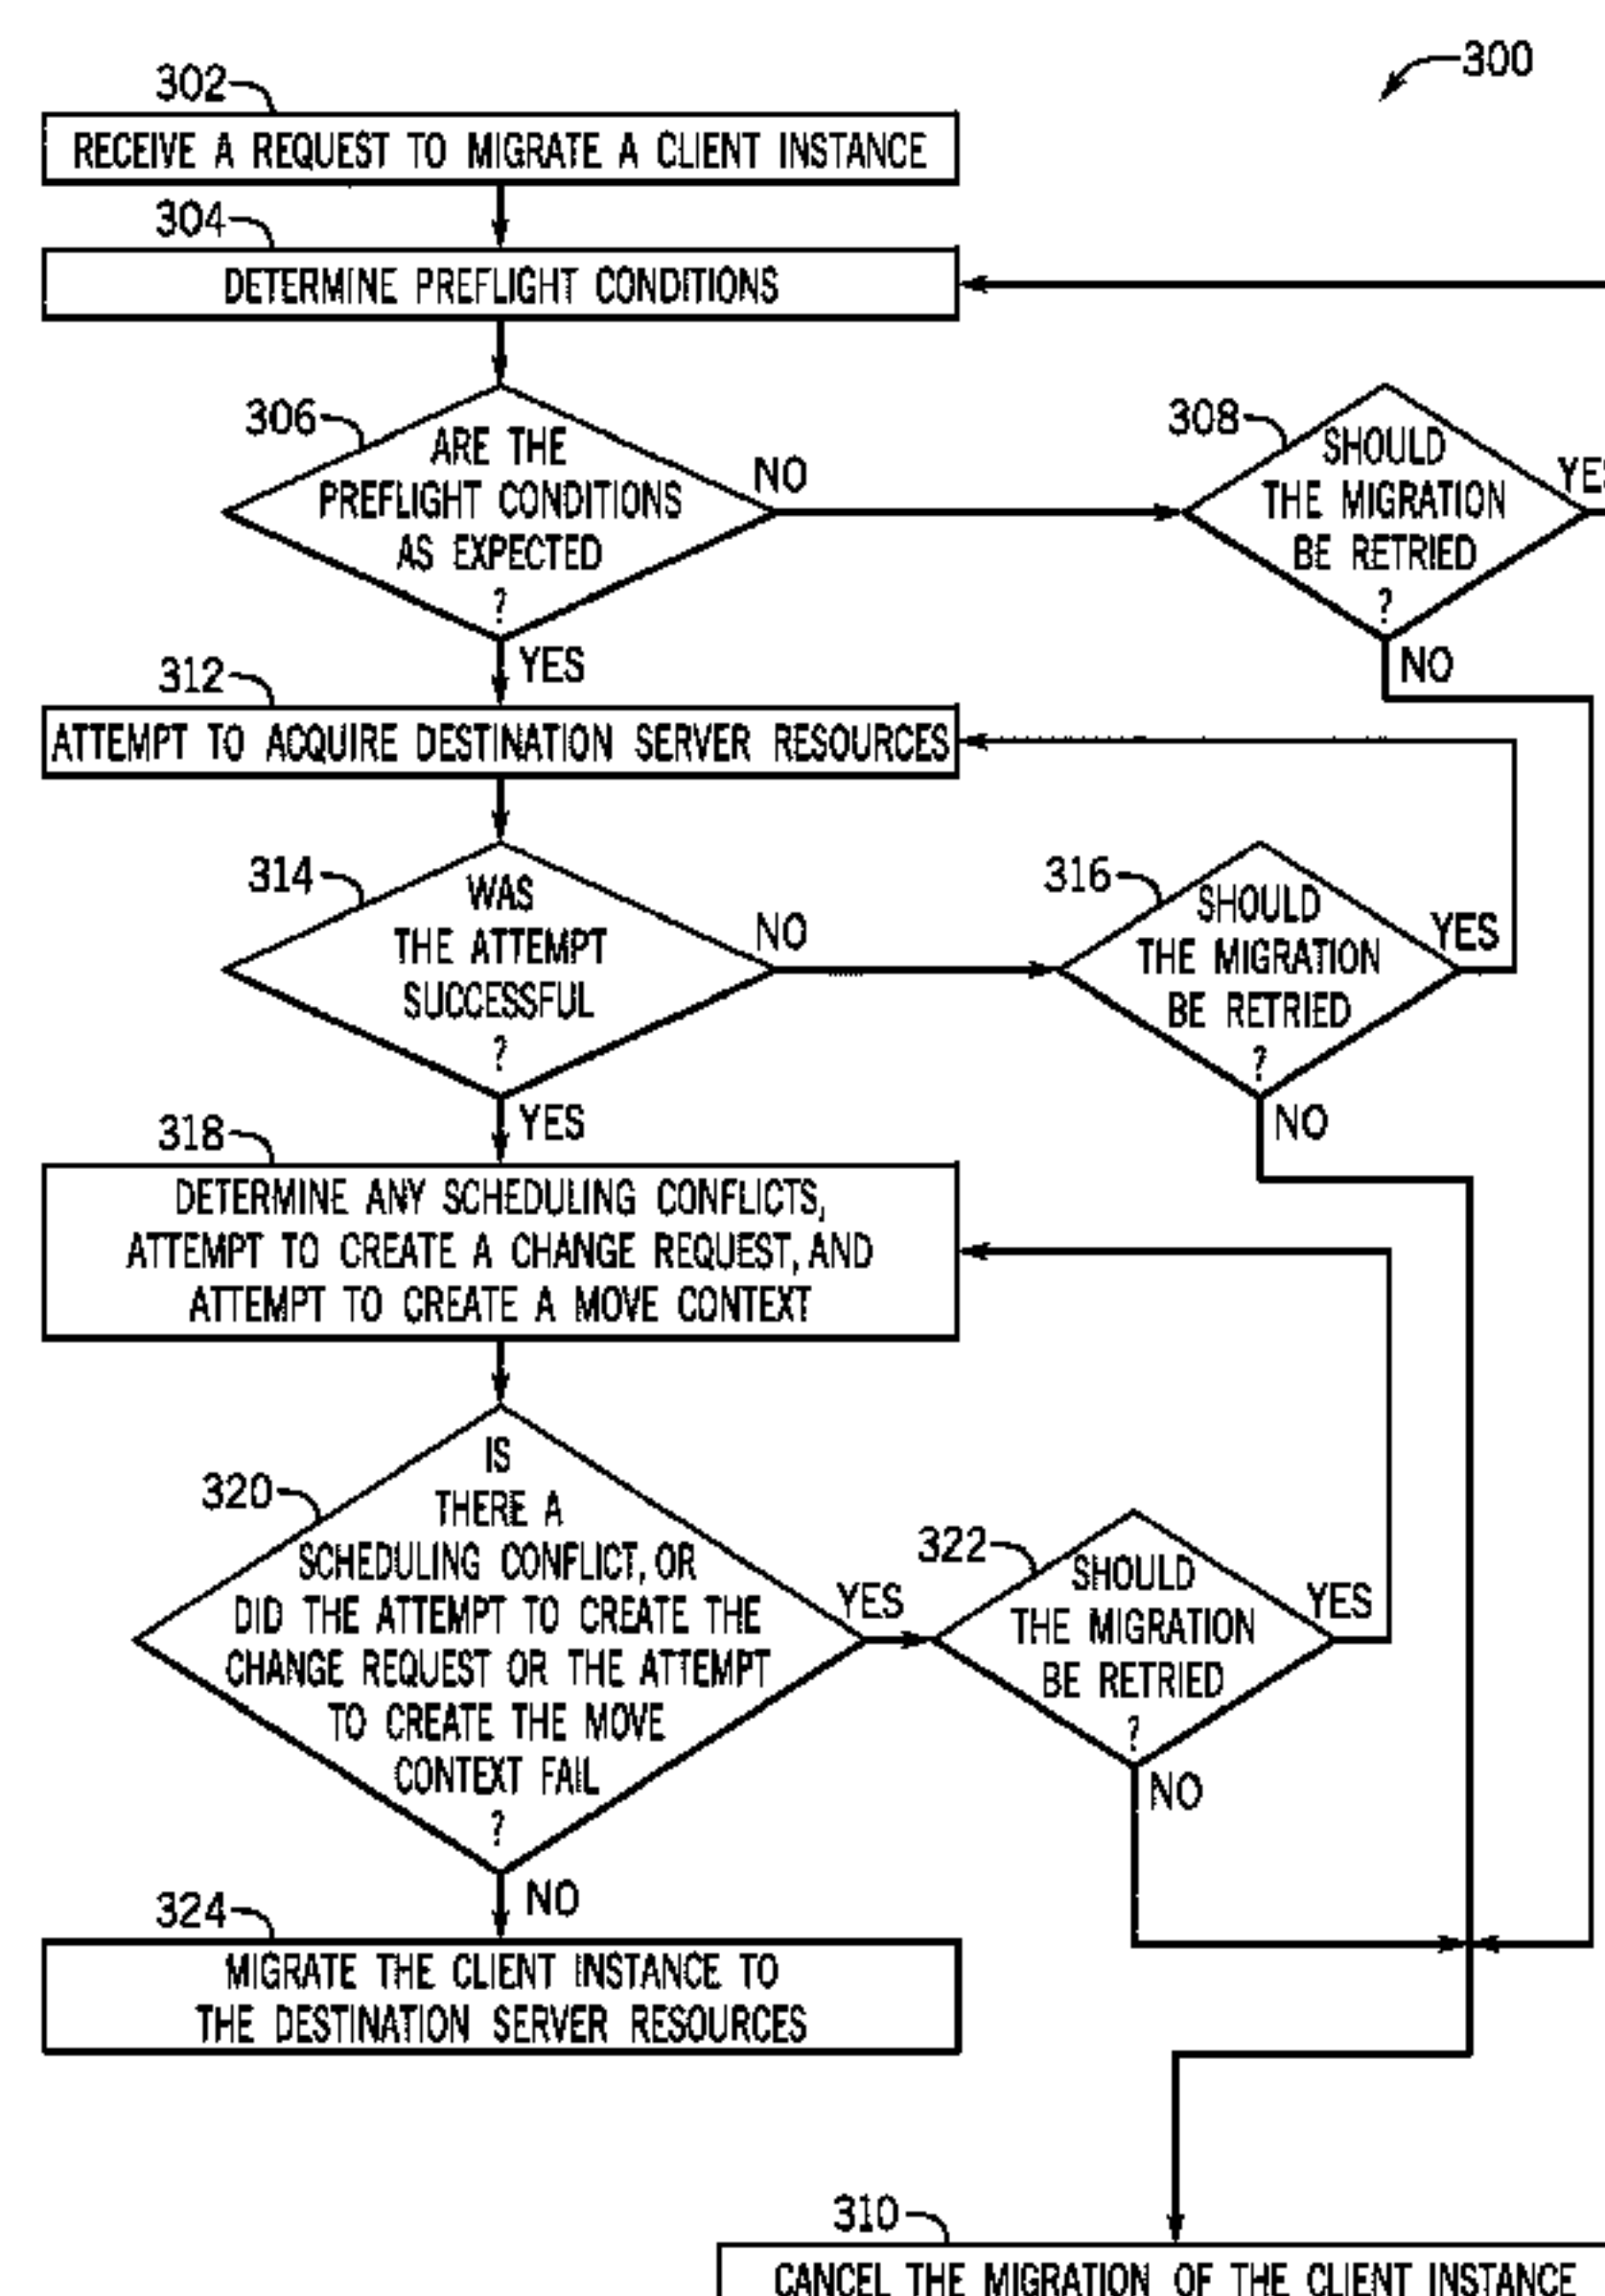 300
302
RECEIVE A REQUEST TO MIGRATE A CLIENT INSTANCE
304
DETERMINE PREFLIGHT CONDITIONS
306
ARE THE
PREFLIGHT CONDITIONS
AS EXPECTED
?
NO
YES
308
SHOULD
THE MIGRATION
BE RETRIED
?
YES
NO
312
ATTEMPT TO ACQUIRE DESTINATION SERVER RESOURCES
314
WAS
THE ATTEMPT
SUCCESSFUL
?
NO
YES
316
SHOULD
THE MIGRATION
BE RETRIED
?
YES
NO
318
DETERMINE ANY SCHEDULING CONFLICTS,
ATTEMPT TO CREATE A CHANGE REQUEST, AND
ATTEMPT TO CREATE A MOVE CONTEXT
320
IS
THERE A
SCHEDULING CONFLICT, OR
DID THE ATTEMPT TO CREATE THE
CHANGE REQUEST OR THE ATTEMPT
TO CREATE THE MOVE
CONTEXT FAIL
?
YES
NO
322
SHOULD
THE MIGRATION
BE RETRIED
?
YES
NO
324
MIGRATE THE CLIENT INSTANCE TO
THE DESTINATION SERVER RESOURCES
310
CANCEL THE MIGRATION OF THE CLIENT INSTANCE